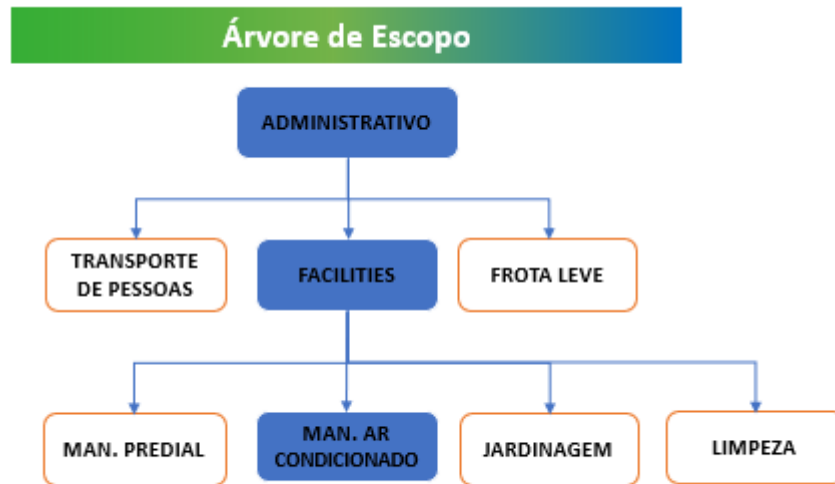 Árvore de Escopo
ADMINISTRATIVO
TRANSPORTE
DE PESSOAS
FACILITIES
FROTA LEVE
MAN. PREDIAL
MAN. AR
CONDICIONADO
JARDINAGEM
LIMPEZA